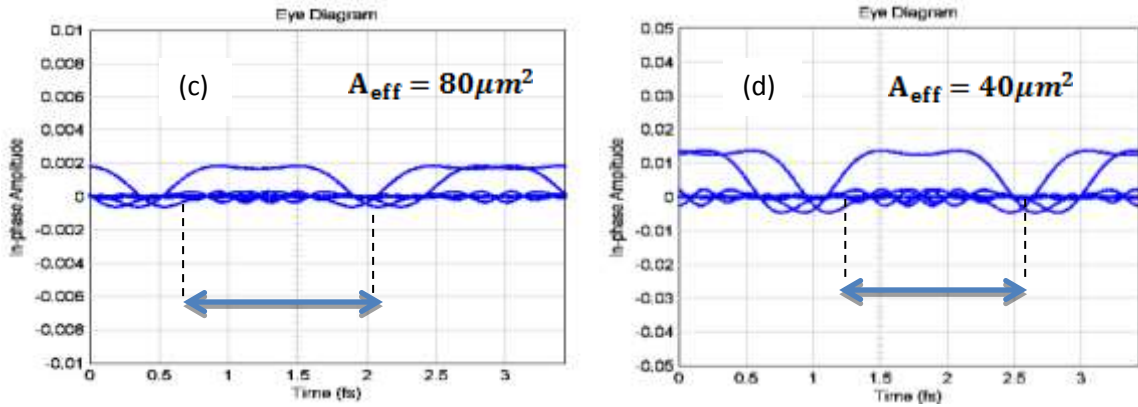 Eye Diagram
0.01
0.008
0.006
0.004
0.002
0
-0.002
-0.004
-0.006
-0.008
-0.01
In-phase Amplitude
(c)
A_eff = 80μm²
0 0.5 1 1.5 2 2.5 3
Time (fs)
Eye Diagram
0.05
0.04
0.03
0.02
0.01
0
-0.01
-0.02
-0.03
-0.04
-0.05
In-phase Amplitude
(d)
A_eff = 40μm²
0 0.5 1 1.5 2 2.5 3
Time (fs)